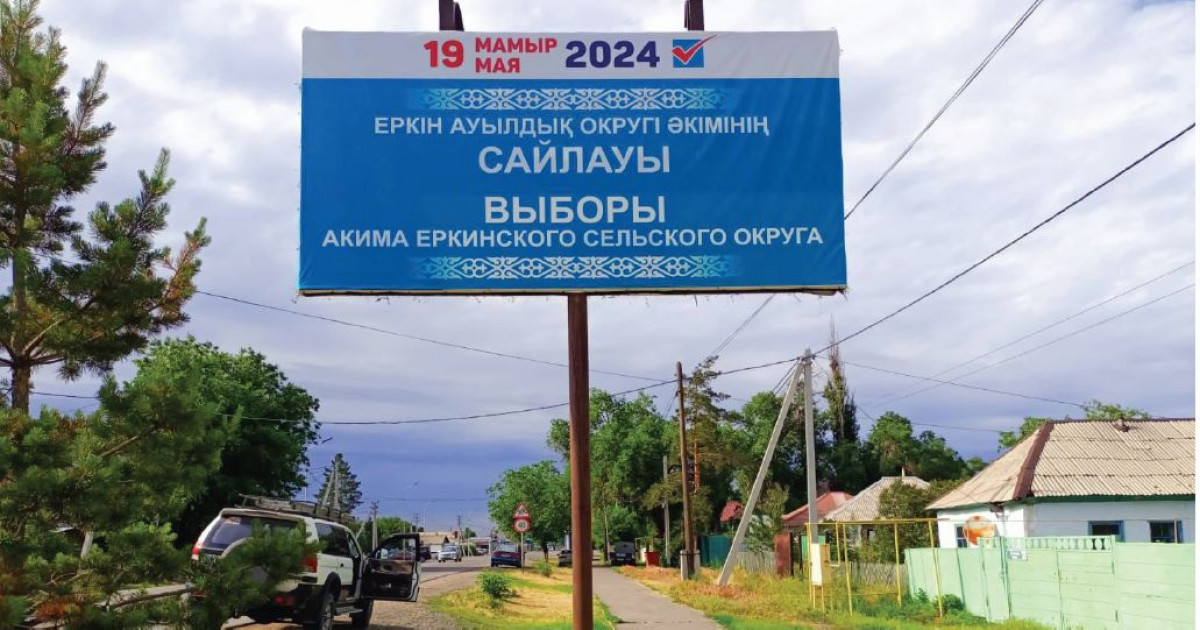 19 МАМЫР 2024
МАЯ
ЕРКІН АУЫЛДЫҚ ОКРУГІ ӘКІМІНІҢ
САЙЛАУЫ
ВЫБОРЫ
АКИМА ЕРКИНСКОГО СЕЛЬСКОГО ОКРУГА